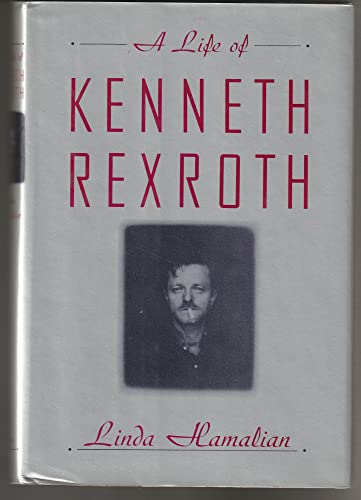 A Life of
KENNETH
REXROTH
Linda Hamalian